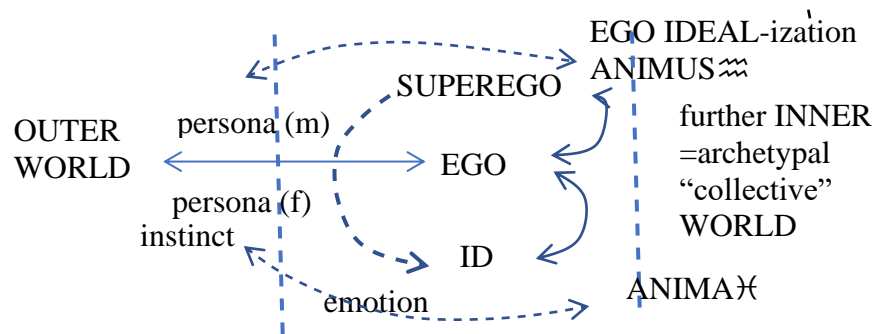 EGO IDEAL-ization
ANIMUS♒
SUPEREGO
OUTER
WORLD
persona (m)
EGO
further INNER
=archetypal
“collective”
WORLD
persona (f)
instinct
ID
emotion
ANIMA♓